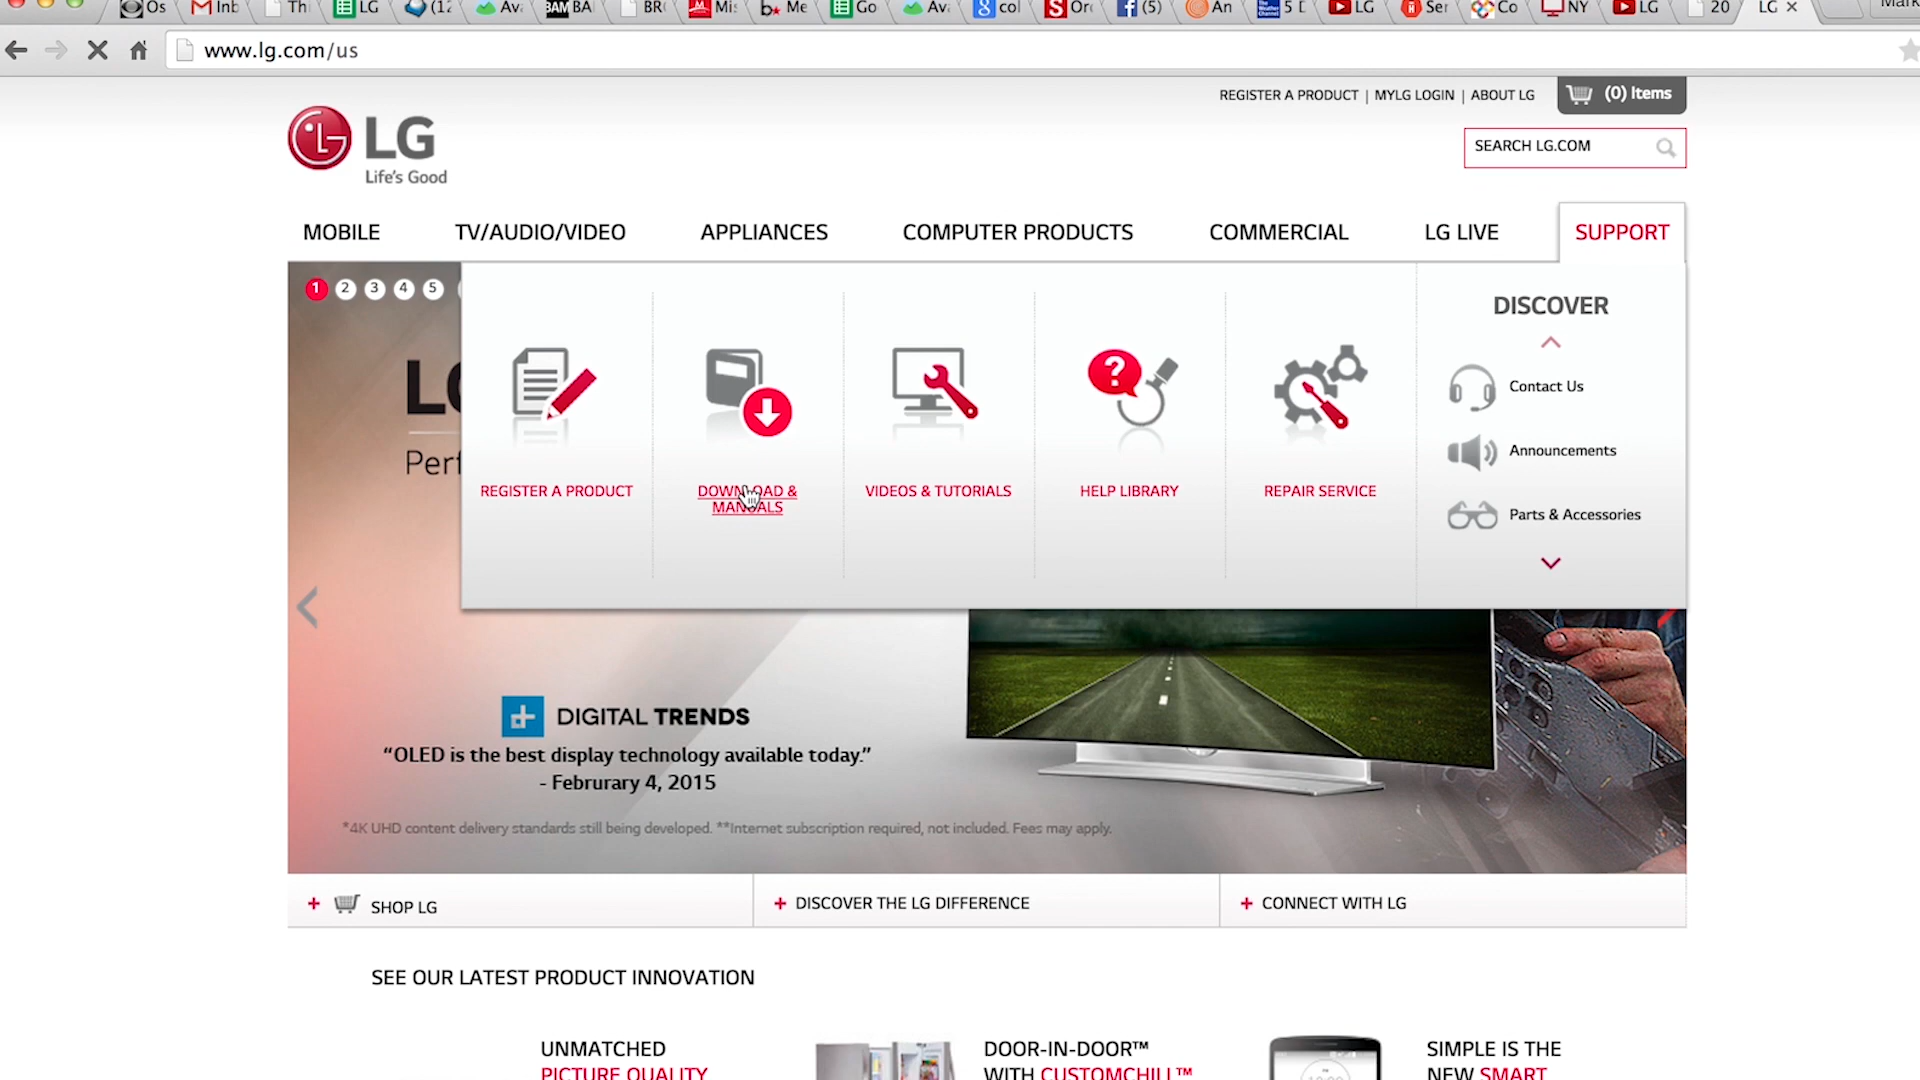 Os
Inb
Thi
LG
(12
Ava
BAM BA
BRO
Mis
Me
Go
Ava
col
Orc
(5)
An
5 D
LG
Ser
Co
NY
LG
20
LG
www.lg.com/us
REGISTER A PRODUCT | MYLG LOGIN | ABOUT LG
(0) Items
LG
Life's Good
SEARCH LG.COM
MOBILE TV/AUDIO/VIDEO APPLIANCES COMPUTER PRODUCTS COMMERCIAL LG LIVE SUPPORT
1 2 3 4 5
REGISTER A PRODUCT
DOWNLOAD &
MANUALS
VIDEOS & TUTORIALS
?
HELP LIBRARY
REPAIR SERVICE
DISCOVER
Contact Us
Announcements
Parts & Accessories
DIGITAL TRENDS
“OLED is the best display technology available today.”
- Februrary 4, 2015
*4K UHD content delivery standards still being developed. **Internet subscription required, not included. Fees may apply.
+ SHOP LG
+ DISCOVER THE LG DIFFERENCE
+ CONNECT WITH LG
SEE OUR LATEST PRODUCT INNOVATION
UNMATCHED
PICTURE QUALITY
DOOR-IN-DOOR™
WITH CUSTOMCHILL™
SIMPLE IS THE
NEW SMART